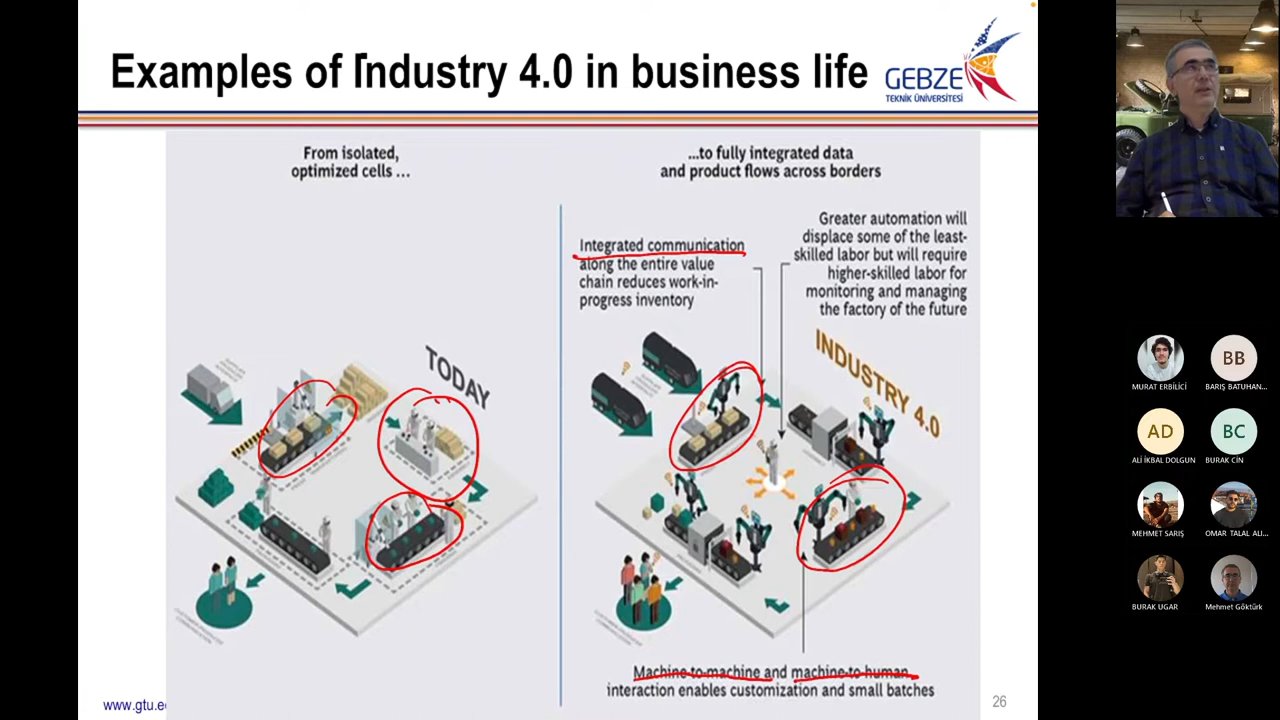 Examples of Industry 4.0 in business life
GEBZE
TEKNİK ÜNİVERSİTESİ
From isolated,
optimized cells ...
...to fully integrated data
and product flows across borders
Integrated communication
along the entire value
chain reduces work-in-
progress inventory
Greater automation will
displace some of the least-
skilled labor but will require
higher-skilled labor for
monitoring and managing
the factory of the future
TODAY
INDUSTRY 4.0
Machine-to-machine and machine-to-human
interaction enables customization and small batches
www.gtu.e
26
MURAT ERBİLİCİ
BB
BARIŞ BATUHAN...
AD
ALİ İKBAL DOLGUN
BC
BURAK CİN
MEHMET SARIŞ
OMAR TALAL ALI...
BURAK UGAR
Mehmet Göktürk